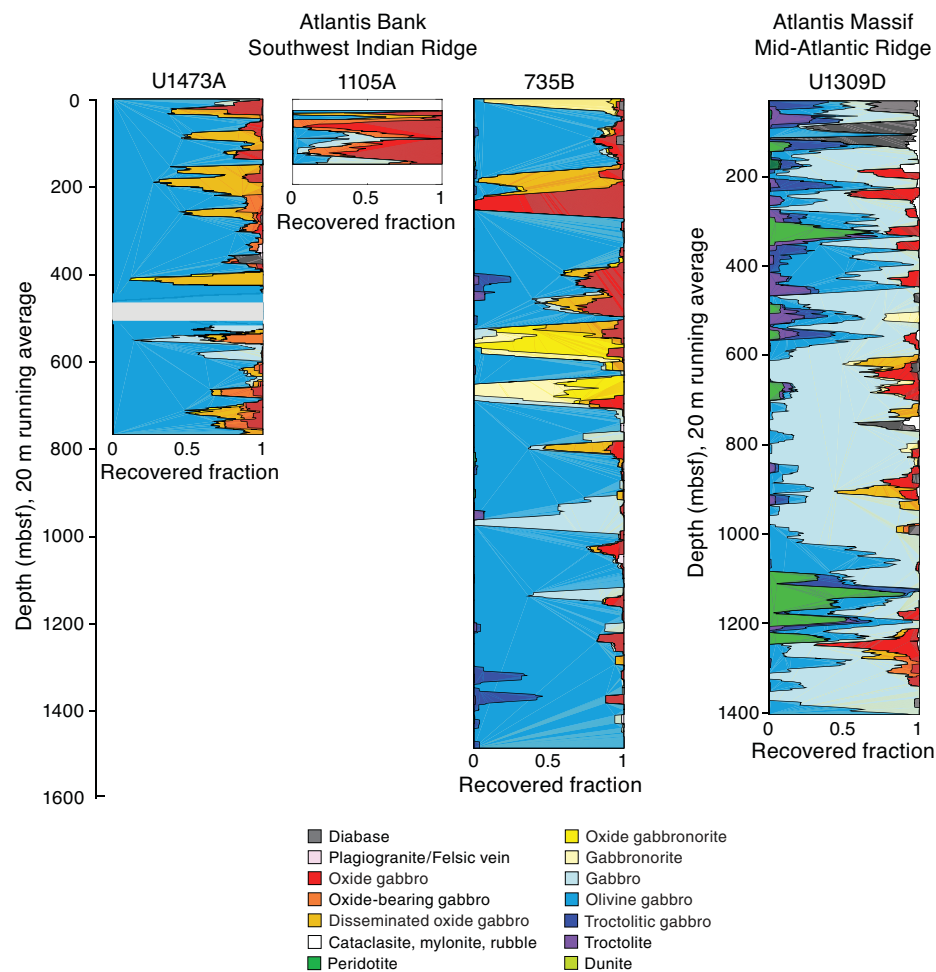 Atlantis Bank
Southwest Indian Ridge
Atlantis Massif
Mid-Atlantic Ridge
U1473A
1105A
735B
U1309D
Depth (mbsf), 20 m running average
0
200
400
600
800
1000
1200
1400
1600
0 0.5 1
Recovered fraction
0 0.5 1
Recovered fraction
0 0.5 1
Recovered fraction
Depth (mbsf), 20 m running average
200
400
600
800
1000
1200
1400
0 0.5 1
Recovered fraction
Diabase
Plagiogranite/Felsic vein
Oxide gabbro
Oxide-bearing gabbro
Disseminated oxide gabbro
Cataclasite, mylonite, rubble
Peridotite
Oxide gabbronorite
Gabbronorite
Gabbro
Olivine gabbro
Troctolitic gabbro
Troctolite
Dunite